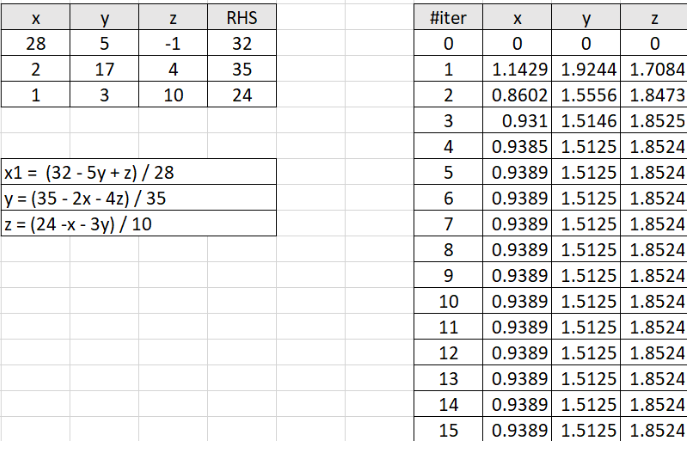 x y z RHS
28 5 -1 32
2 17 4 35
1 3 10 24
x1 = (32 - 5y + z) / 28
y = (35 - 2x - 4z) / 35
z = (24 -x - 3y) / 10
#iter x y z
0 0 0 0
1 1.1429 1.9244 1.7084
2 0.8602 1.5556 1.8473
3 0.931 1.5146 1.8525
4 0.9385 1.5125 1.8524
5 0.9389 1.5125 1.8524
6 0.9389 1.5125 1.8524
7 0.9389 1.5125 1.8524
8 0.9389 1.5125 1.8524
9 0.9389 1.5125 1.8524
10 0.9389 1.5125 1.8524
11 0.9389 1.5125 1.8524
12 0.9389 1.5125 1.8524
13 0.9389 1.5125 1.8524
14 0.9389 1.5125 1.8524
15 0.9389 1.5125 1.8524